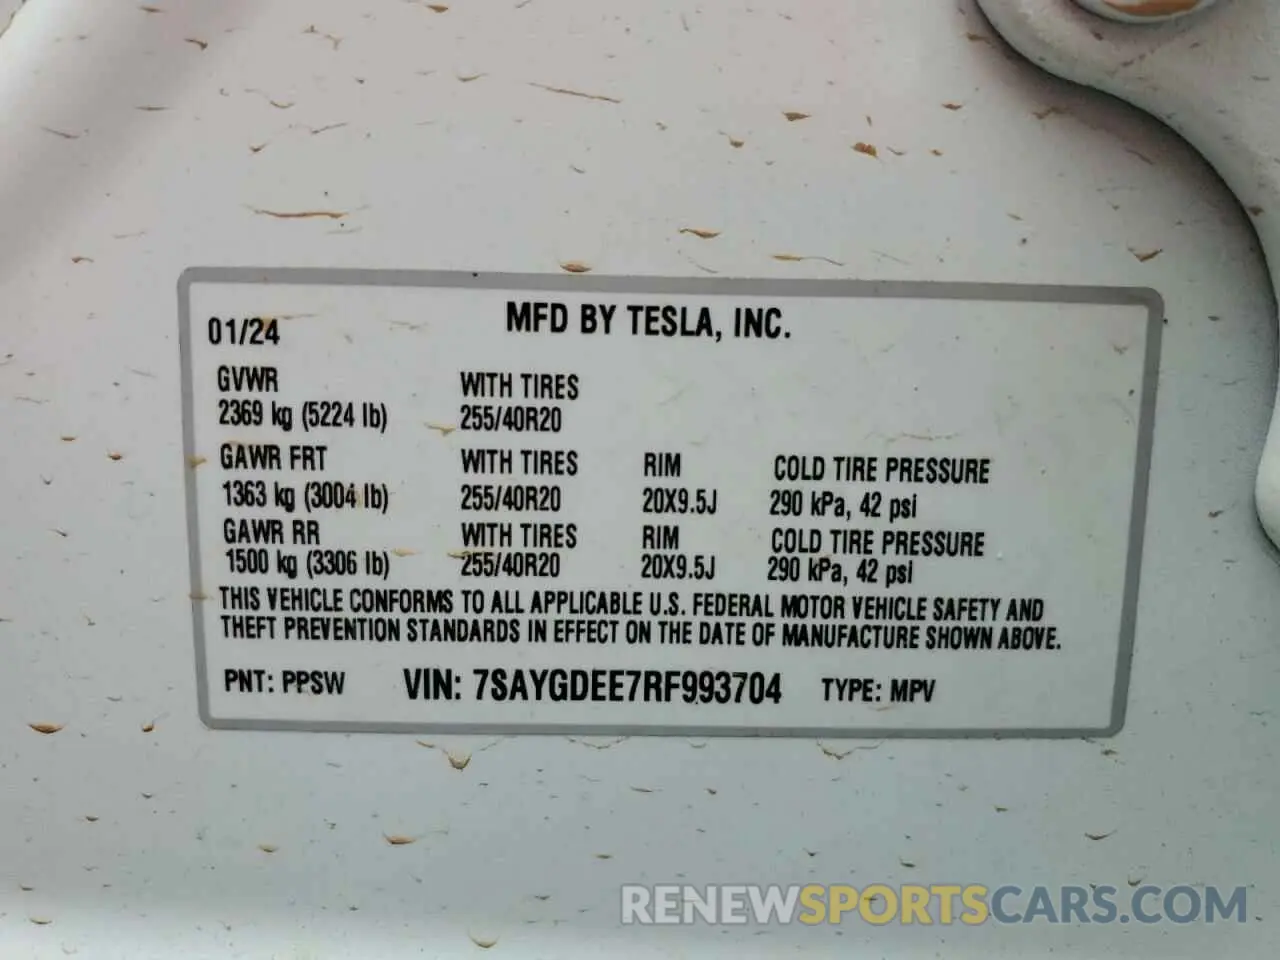 01/24 MFD BY TESLA, INC.
GVWR WITH TIRES
2369 kg (5224 lb) 255/40R20
GAWR FRT WITH TIRES RIM COLD TIRE PRESSURE
1363 kg (3004 lb) 255/40R20 20X9.5J 290 kPa, 42 psi
GAWR RR WITH TIRES RIM COLD TIRE PRESSURE
1500 kg (3306 lb) 255/40R20 20X9.5J 290 kPa, 42 psi
THIS VEHICLE CONFORMS TO ALL APPLICABLE U.S. FEDERAL MOTOR VEHICLE SAFETY AND
THEFT PREVENTION STANDARDS IN EFFECT ON THE DATE OF MANUFACTURE SHOWN ABOVE.
PNT: PPSW VIN: 7SAYGDEE7RF993704 TYPE: MPV
RENEWSPORTSCARS.COM